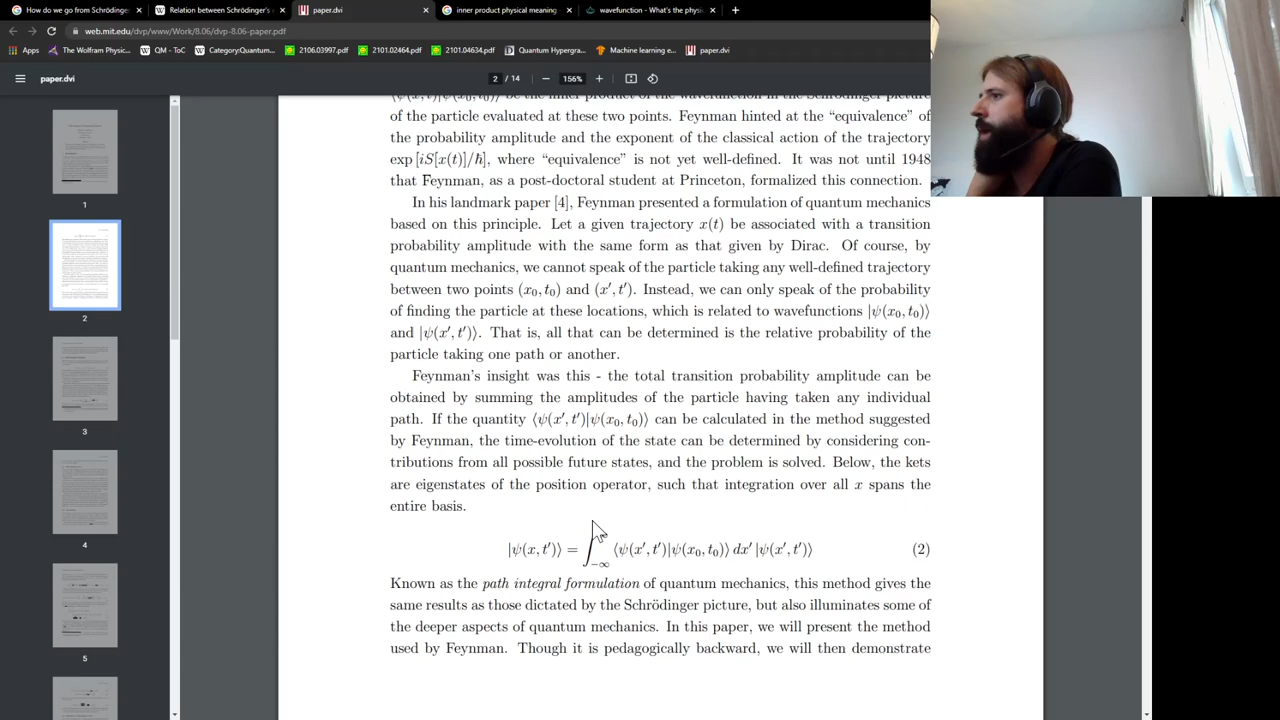 How do we go from Schrödinge
Relation between Schrödinger's
paper.dvi
inner product physical meaning
wavefunction - What's the physi
web.mit.edu/dvp/www/Work/8.06/dvp-8.06-paper.pdf
Apps
The Wolfram Physic...
QM - ToC
Category:Quantum...
2106.03997.pdf
2101.02464.pdf
2101.04634.pdf
Quantum Hypergra...
Machine learning e...
paper.dvi
paper.dvi
2 / 14
156%
of the particle evaluated at these two points. Feynman hinted at the “equivalence” of
the probability amplitude and the exponent of the classical action of the trajectory
exp [iS[x(t)]/ħ], where “equivalence” is not yet well-defined. It was not until 1948
that Feynman, as a post-doctoral student at Princeton, formalized this connection.
In his landmark paper [4], Feynman presented a formulation of quantum mechanics
based on this principle. Let a given trajectory x(t) be associated with a transition
probability amplitude with the same form as that given by Dirac. Of course, by
quantum mechanics, we cannot speak of the particle taking any well-defined trajectory
between two points (x₀, t₀) and (x′, t′). Instead, we can only speak of the probability
of finding the particle at these locations, which is related to wavefunctions |ψ(x₀, t₀)⟩
and |ψ(x′, t′)⟩. That is, all that can be determined is the relative probability of the
particle taking one path or another.
Feynman's insight was this - the total transition probability amplitude can be
obtained by summing the amplitudes of the particle having taken any individual
path. If the quantity ⟨ψ(x′, t′)|ψ(x₀, t₀)⟩ can be calculated in the method suggested
by Feynman, the time-evolution of the state can be determined by considering con-
tributions from all possible future states, and the problem is solved. Below, the kets
are eigenstates of the position operator, such that integration over all x spans the
entire basis.
|ψ(x, t′)⟩ = ∫₋∞ ⟨ψ(x′, t′)|ψ(x₀, t₀)⟩ dx′ |ψ(x′, t′)⟩ (2)
Known as the path integral formulation of quantum mechanics, this method gives the
same results as those dictated by the Schrödinger picture, but also illuminates some of
the deeper aspects of quantum mechanics. In this paper, we will present the method
used by Feynman. Though it is pedagogically backward, we will then demonstrate
1
2
3
4
5